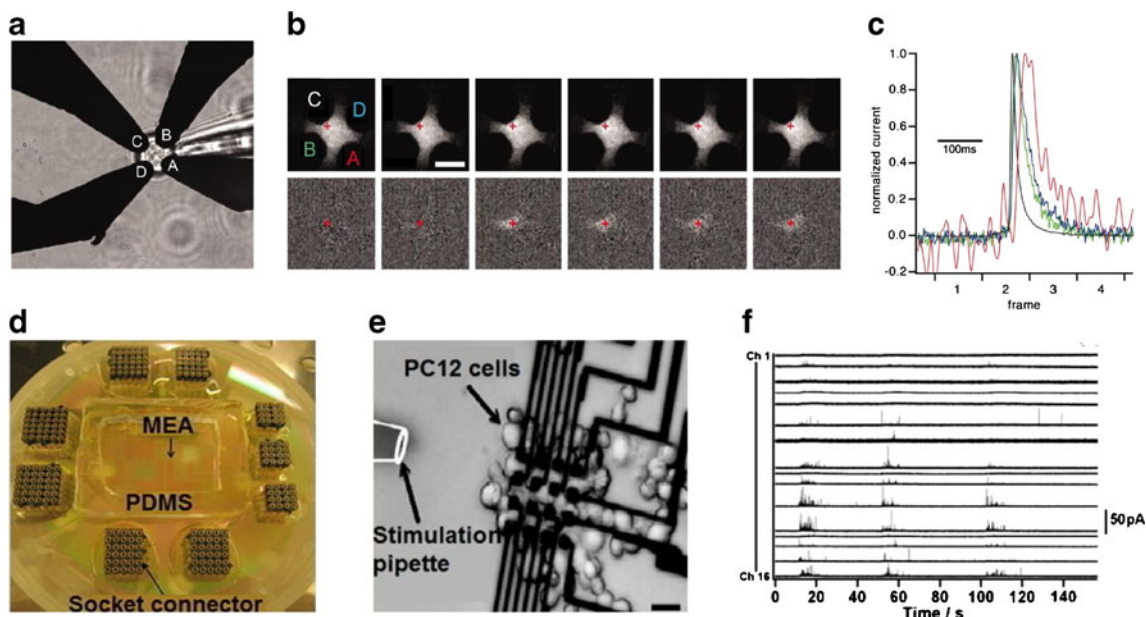 a
C
B
D
A
b
C
D
B
A
c
normalized current
1.0
0.8
0.6
0.4
0.2
0.0
-0.2
100ms
1 2 3 4
frame
d
MEA
PDMS
Socket connector
e
PC12 cells
Stimulation
pipette
f
Ch 1
Ch 16
50pA
0 20 40 60 80 100 120 140
Time / s